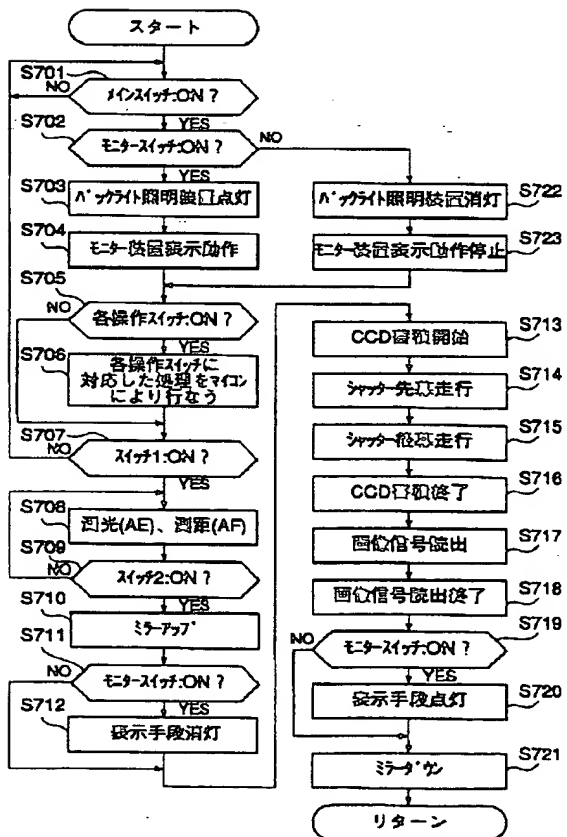 スタート
S701
NO
メインスイッチ:ON ?
S702
YES
モニタースイッチ:ON ?
NO
S703
YES
バックライト照明装置点灯
S704
モニター装置表示動作
S722
バックライト照明装置消灯
S723
モニター装置表示動作停止
S705
NO
各操作スイッチ:ON ?
S706
YES
各操作スイッチに
対応した処理をマイコン
により行なう
S707
スイッチ1:ON ?
NO
YES
S708
測光(AE)、測距(AF)
S709
NO
スイッチ2:ON ?
S710
YES
ミラーアップ
S711
NO
モニタースイッチ:ON ?
S712
YES
表示手段消灯
S713
CCD蓄積開始
S714
シャッター先幕走行
S715
シャッター後幕走行
S716
CCD蓄積終了
S717
画像信号読出
S718
画像信号読出終了
S719
NO
モニタースイッチ:ON ?
YES
S720
表示手段点灯
S721
ミラーダウン
リターン